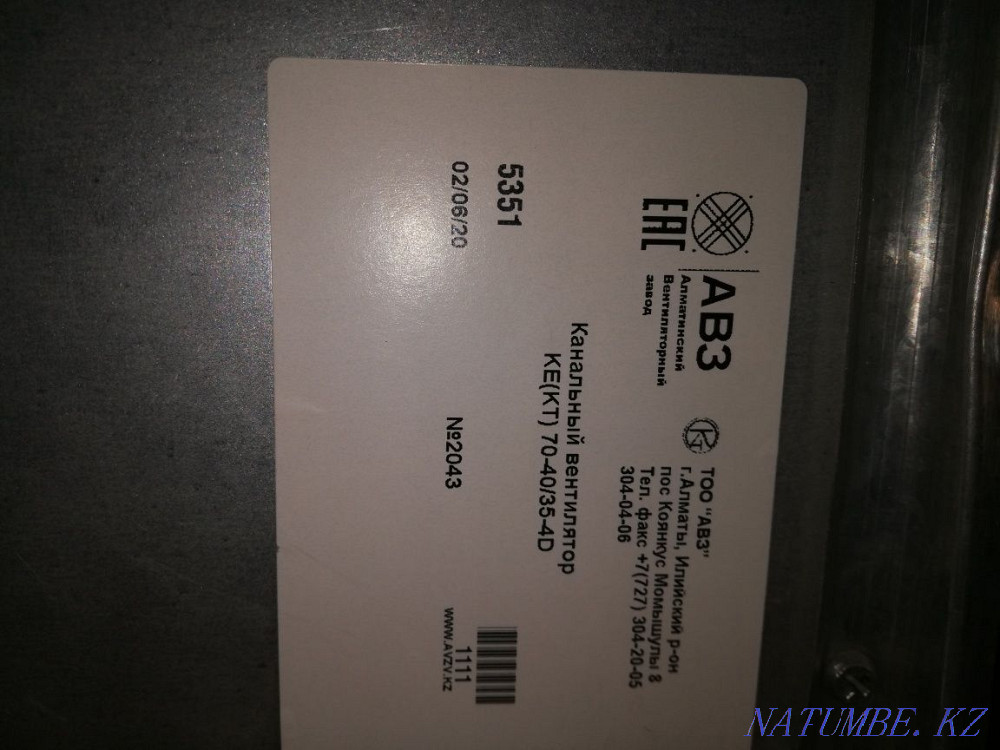 АВЗ
Алматинский
Вентиляторный
завод
ЕАС
КТ
ТОО "АВЗ"
г.Алматы, Илийский р-он
пос Коянкус Момышулы 8
Тел. факс +7(727) 304-20-05
304-04-06
Канальный вентилятор
КЕ(КТ) 70-40/35-4D
5351
02/06/20
№2043
1111
www.AVZV.KZ
NATUMBE. KZ